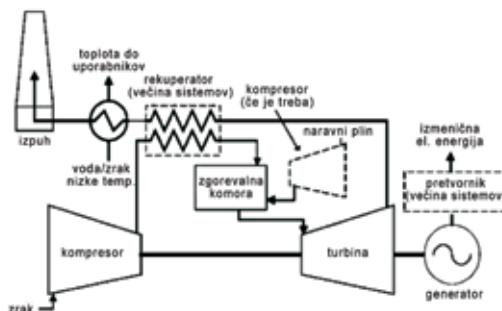 toplota do
uporabnikov
rekuperator
(večina sistemov)
kompresor
(če je treba)
naravni plin
izmenična
el. energija
izpuh
voda/zrak
nizke temp.
zgorevalna
komora
pretvornik
(večina sistemov
kompresor
turbina
generator
zrak